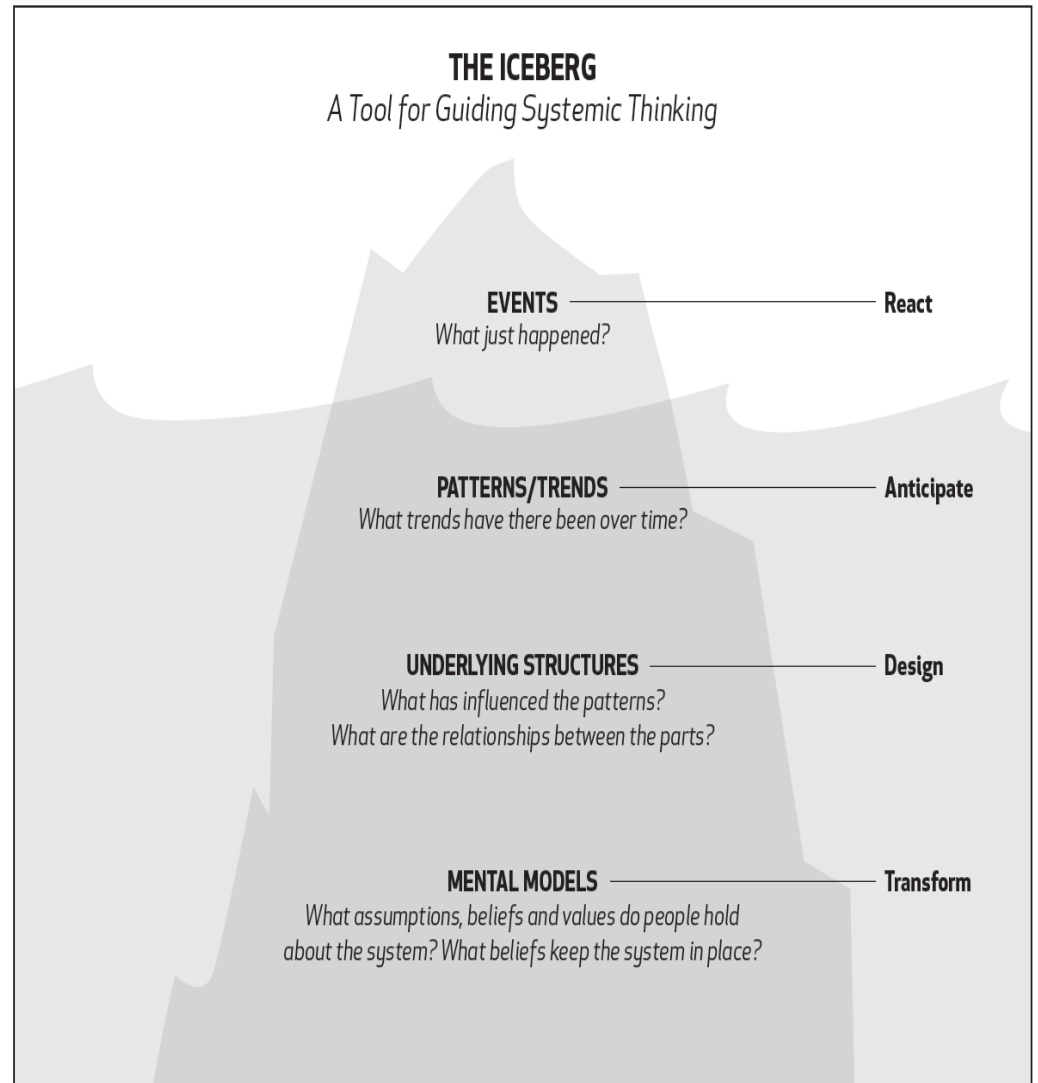 THE ICEBERG
A Tool for Guiding Systemic Thinking
EVENTS React
What just happened?
PATTERNS/TRENDS Anticipate
What trends have there been over time?
UNDERLYING STRUCTURES Design
What has influenced the patterns?
What are the relationships between the parts?
MENTAL MODELS Transform
What assumptions, beliefs and values do people hold
about the system? What beliefs keep the system in place?